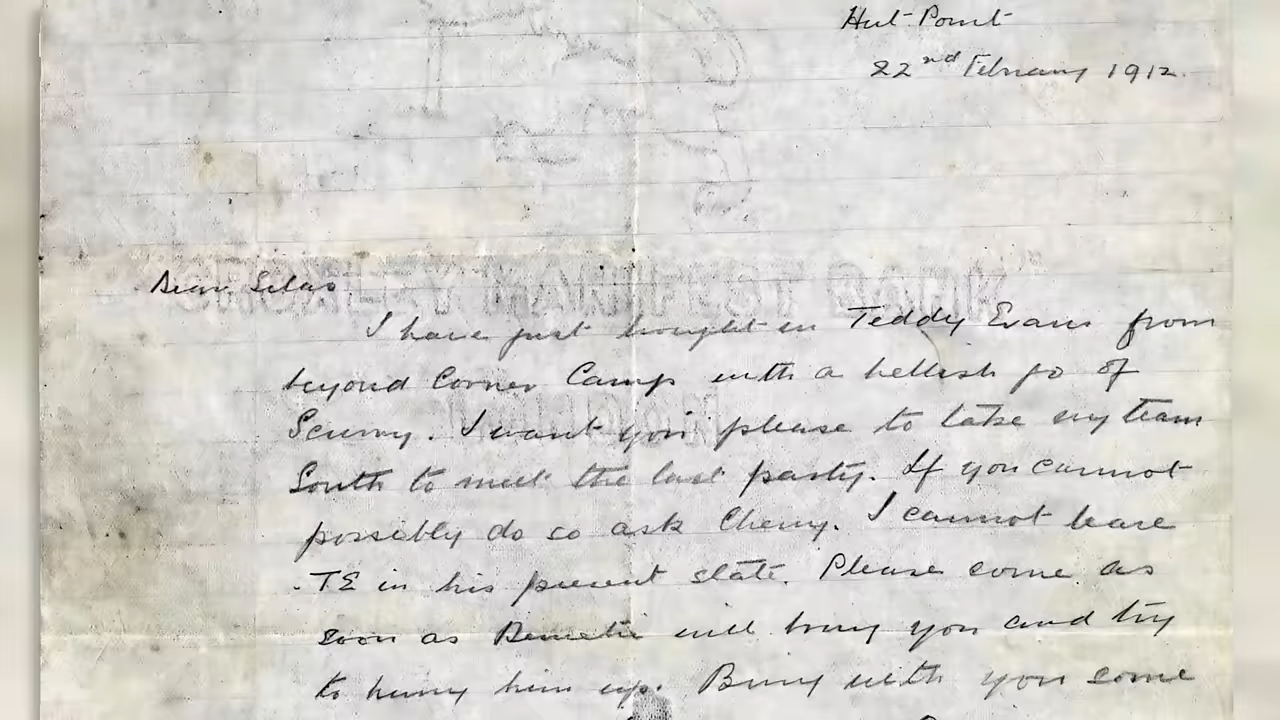 Hut-Point
22nd February 1912.
Dear Silas
I have just brought in Teddy Evans from
beyond Corner Camp with a hellish go of
Scurvy. I want you please to take my team
South to meet the last party. If you cannot
possibly do so ask Cherry. I cannot leave
TE in his present state. Please come as
soon as Demetri will bring you and try
to hurry him up. Bring with you some